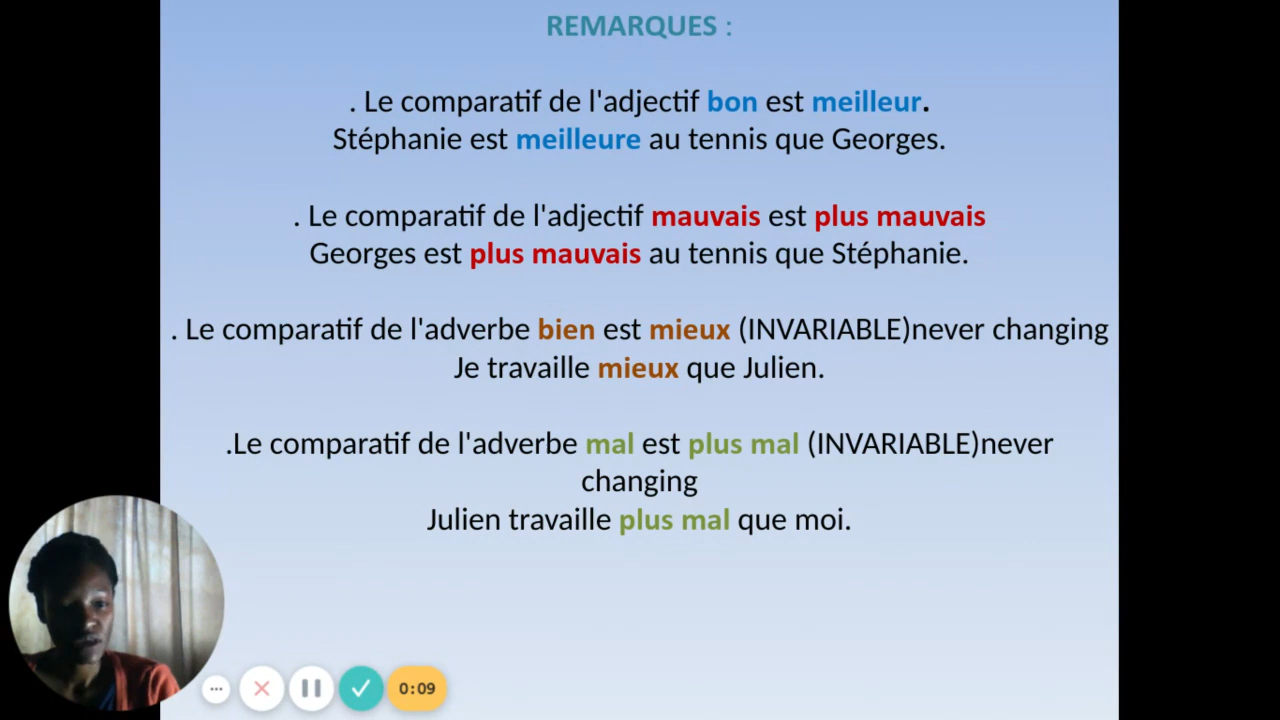 REMARQUES :
. Le comparatif de l'adjectif bon est meilleur.
Stéphanie est meilleure au tennis que Georges.
. Le comparatif de l'adjectif mauvais est plus mauvais
Georges est plus mauvais au tennis que Stéphanie.
. Le comparatif de l'adverbe bien est mieux (INVARIABLE)never changing
Je travaille mieux que Julien.
.Le comparatif de l'adverbe mal est plus mal (INVARIABLE)never
changing
Julien travaille plus mal que moi.
0:09